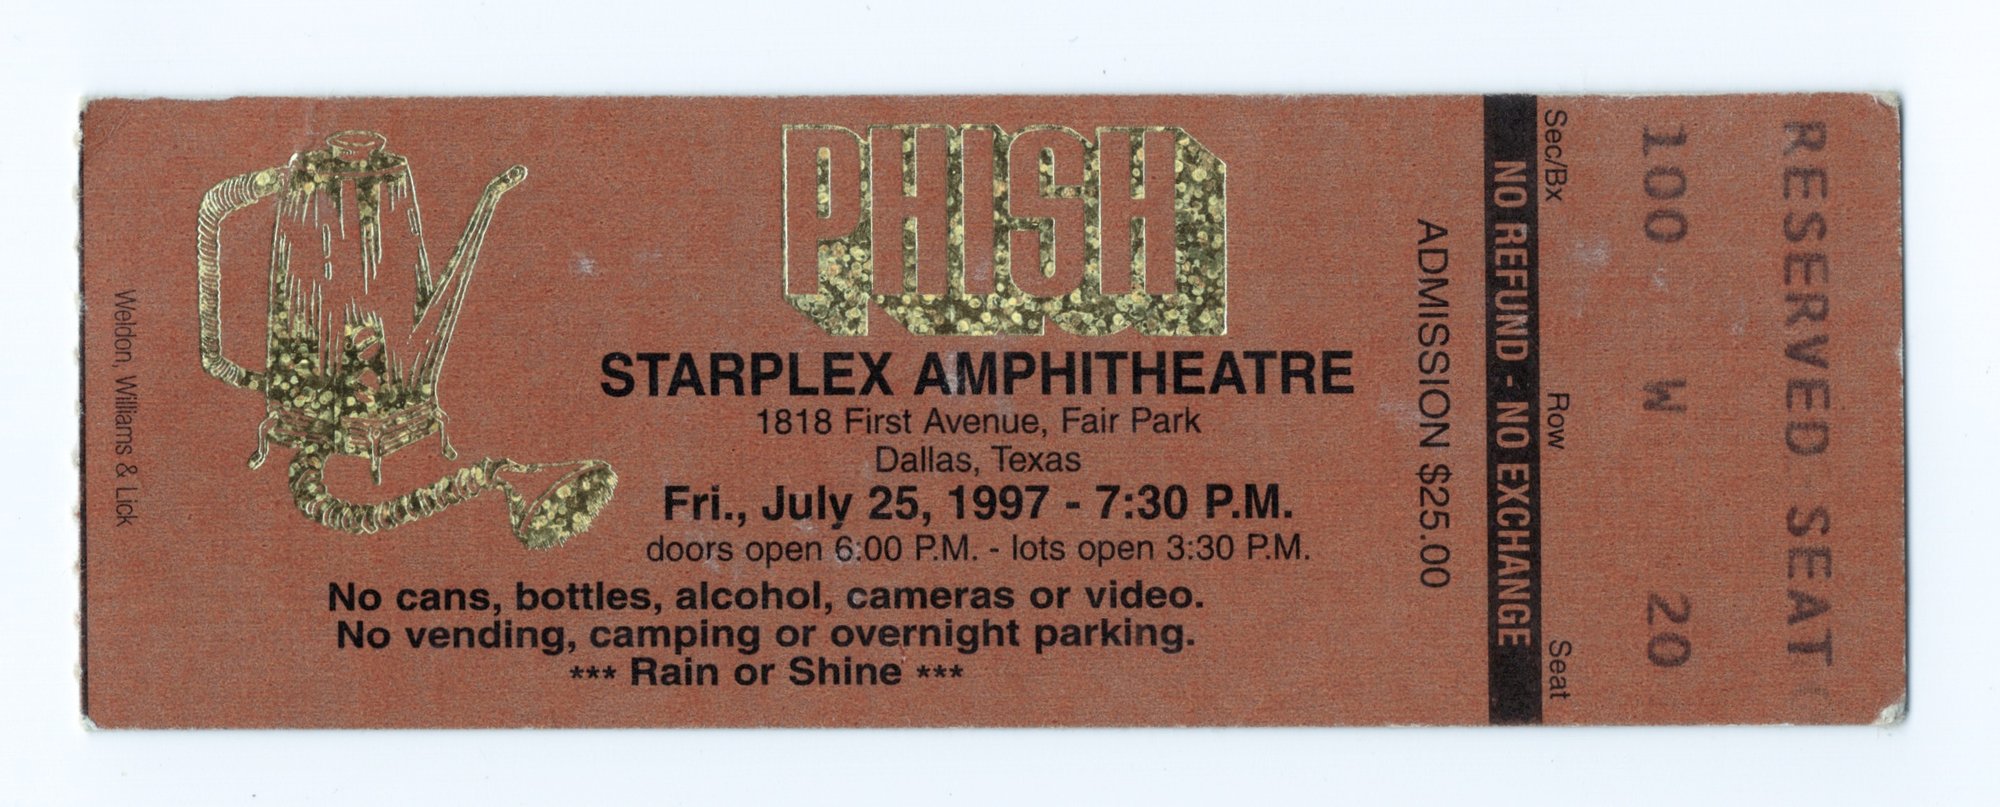 PHISH
STARPLEX AMPHITHEATRE
1818 First Avenue, Fair Park
Dallas, Texas
Fri., July 25, 1997 - 7:30 P.M.
doors open 6:00 P.M. - lots open 3:30 P.M.
No cans, bottles, alcohol, cameras or video.
No vending, camping or overnight parking.
*** Rain or Shine ***
Weldon, Williams & Lick
ADMISSION $25.00
NO REFUND - NO EXCHANGE
Sec/Bx Row Seat
100 W 20
RESERVED SEAT